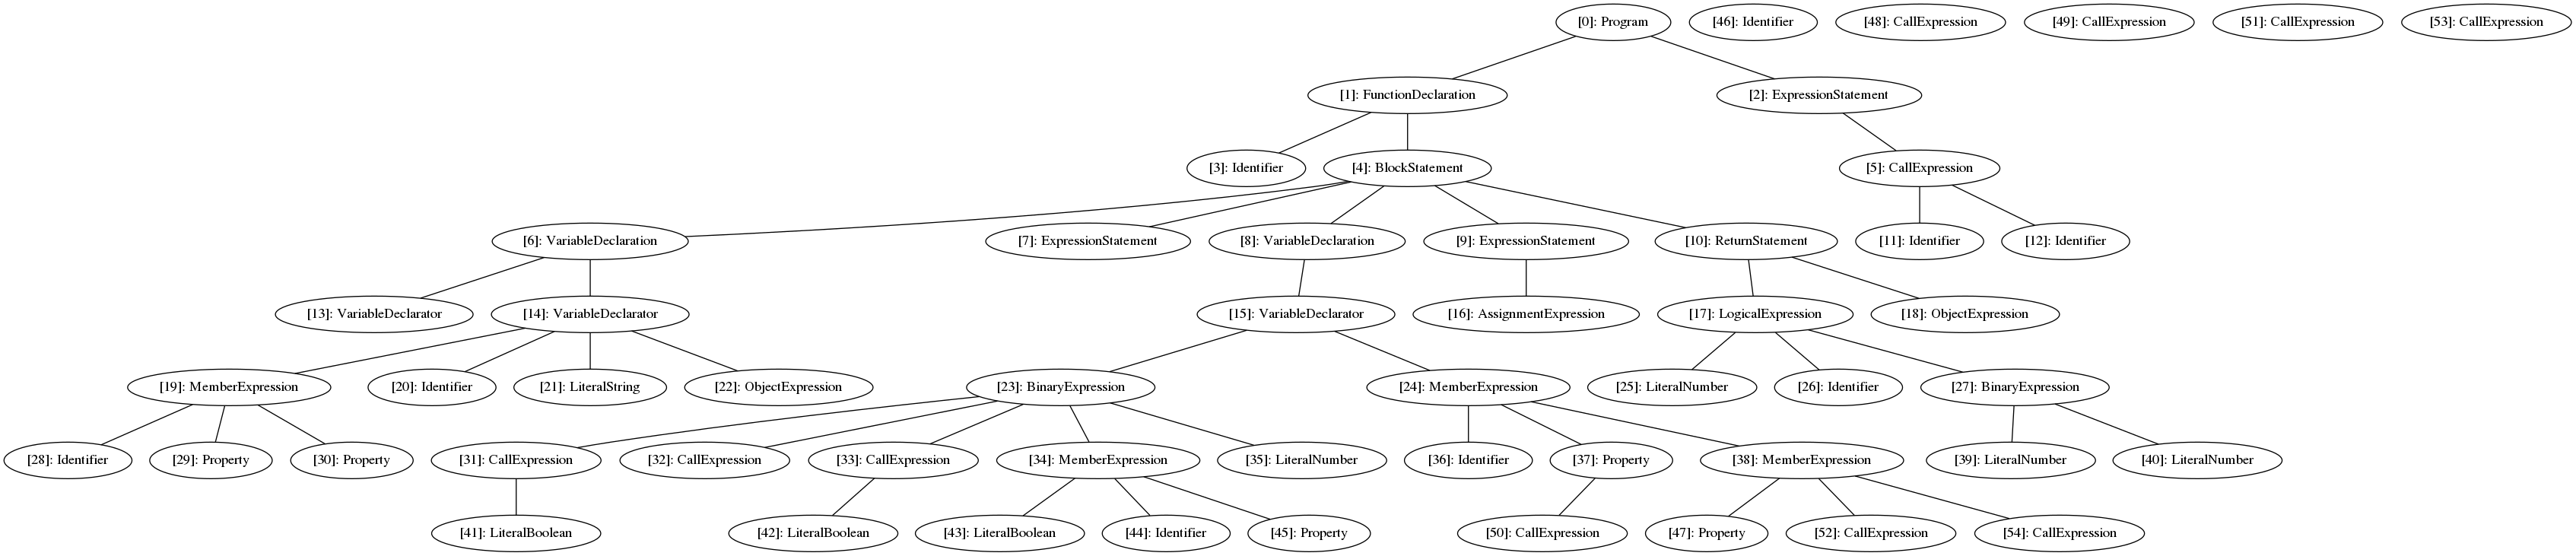 [0]: Program
[46]: Identifier
[48]: CallExpression
[49]: CallExpression
[51]: CallExpression
[53]: CallExpression
[1]: FunctionDeclaration
[2]: ExpressionStatement
[3]: Identifier
[4]: BlockStatement
[5]: CallExpression
[6]: VariableDeclaration
[7]: ExpressionStatement
[8]: VariableDeclaration
[9]: ExpressionStatement
[10]: ReturnStatement
[11]: Identifier
[12]: Identifier
[13]: VariableDeclarator
[14]: VariableDeclarator
[15]: VariableDeclarator
[16]: AssignmentExpression
[17]: LogicalExpression
[18]: ObjectExpression
[19]: MemberExpression
[20]: Identifier
[21]: LiteralString
[22]: ObjectExpression
[23]: BinaryExpression
[24]: MemberExpression
[25]: LiteralNumber
[26]: Identifier
[27]: BinaryExpression
[28]: Identifier
[29]: Property
[30]: Property
[31]: CallExpression
[32]: CallExpression
[33]: CallExpression
[34]: MemberExpression
[35]: LiteralNumber
[36]: Identifier
[37]: Property
[38]: MemberExpression
[39]: LiteralNumber
[40]: LiteralNumber
[41]: LiteralBoolean
[42]: LiteralBoolean
[43]: LiteralBoolean
[44]: Identifier
[45]: Property
[50]: CallExpression
[47]: Property
[52]: CallExpression
[54]: CallExpression